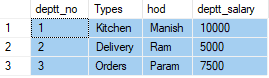 deptt_no Types hod deptt_salary
1 1 Kitchen Manish 10000
2 2 Delivery Ram 5000
3 3 Orders Param 7500